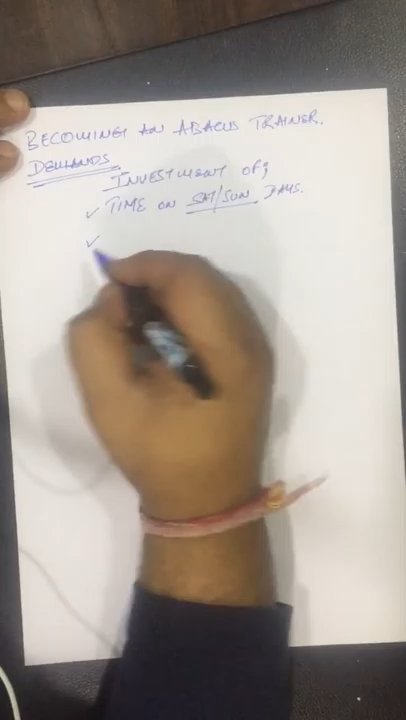 BECOMING AN ABACUS TRAINER.
DEMANDS
INVESTMENT OF;
✓ TIME ON SAT/SUN DAYS.
✓